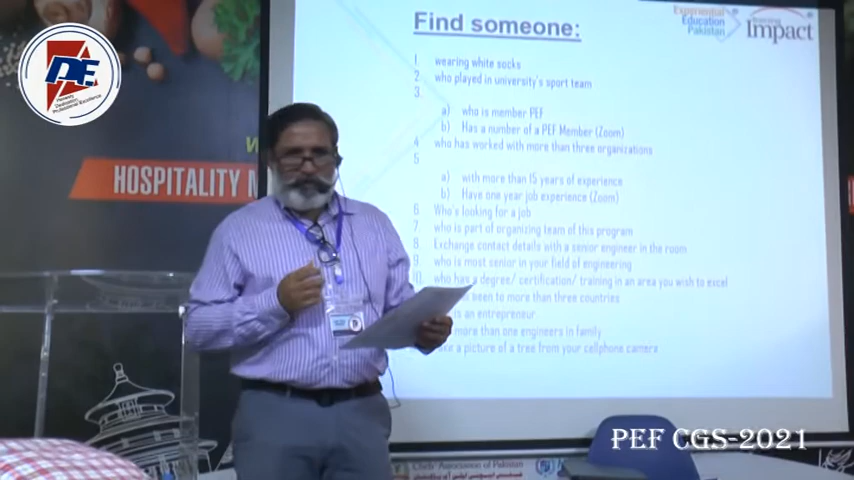 Find someone:
Experiential
Education
Pakistan
Impact
PEF
1 wearing white socks
2 who played in university's sport team
3
a) who is member PEF
b) Has a number of a PEF Member (Zoom)
4 who has worked with more than three organizations
5
a) with more than 15 years of experience
b) Have one year job experience (Zoom)
6 Who's looking for a job
7 who is part of organizing team of this program
8 Exchange contact details with a senior engineer in the room
9 who is most senior in your field of engineering
10 who has a degree/ certification/ training in an area you wish to excel
been to more than three countries
is an entrepreneur
more than one engineers in family
a picture of a tree from your cellphone camera
HOSPITALITY
PEF CGS-2021
Chefs' Association of Pakistan